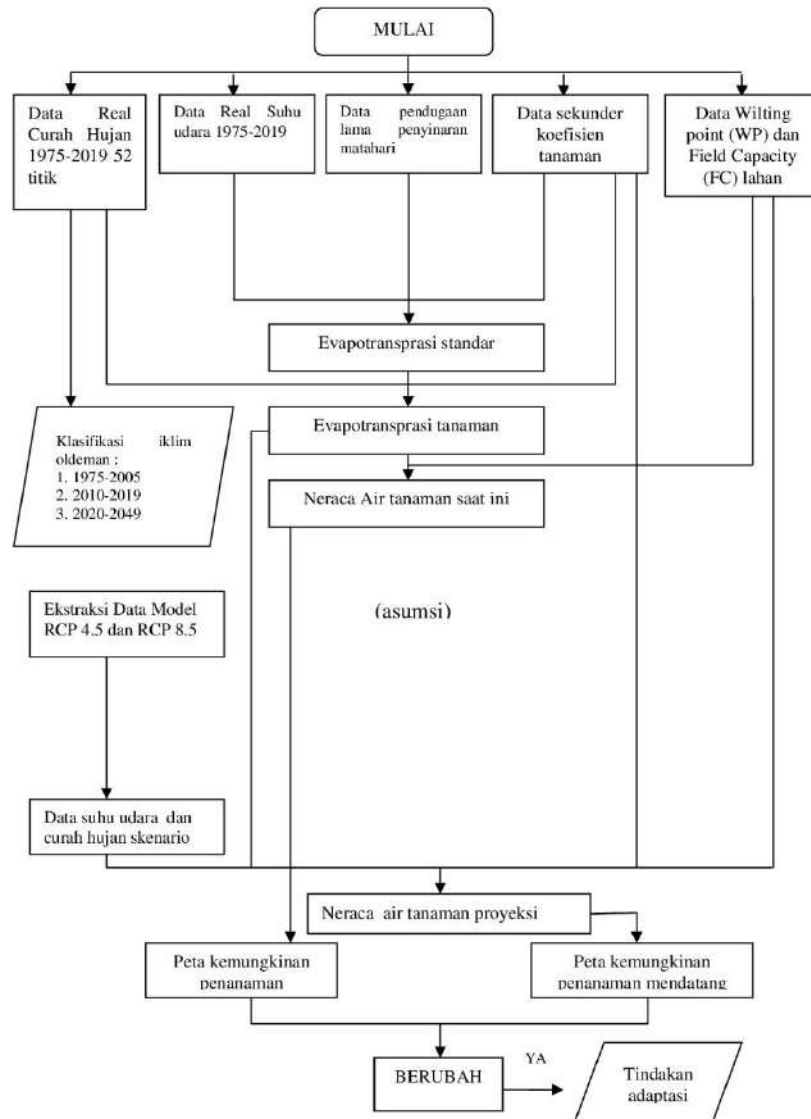 MULAI
Data Real
Curah Hujan
1975-2019 52
titik
Data Real Suhu
udara 1975-2019
Data pendugaan
lama penyinaran
matahari
Data sekunder
koefisien
tanaman
Data Wilting
point (WP) dan
Field Capacity
(FC) lahan
Evapotransprasi standar
Evapotransprasi tanaman
Klasifikasi iklim
oldeman :
1. 1975-2005
2. 2010-2019
3. 2020-2049
Neraca Air tanaman saat ini
Ekstraksi Data Model
RCP 4.5 dan RCP 8.5
(asumsi)
Data suhu udara dan
curah hujan skenario
Neraca air tanaman proyeksi
Peta kemungkinan
penanaman
Peta kemungkinan
penanaman mendatang
BERUBAH
YA
Tindakan
adaptasi